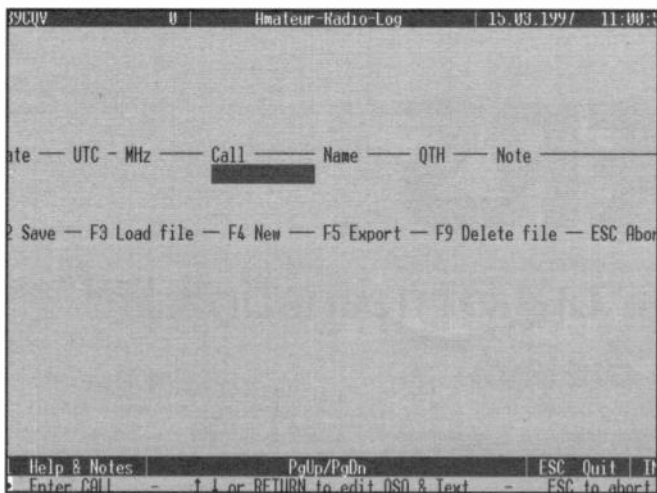 39CQV 0 | Amateur-Radio-Log | 15.03.1997 11:00:
ate — UTC - MHz — Call — Name — QTH — Note
2 Save — F3 Load file — F4 New — F5 Export — F9 Delete file — ESC Abor
Help & Notes | PgUp/PgDn | ESC Quit |
Enter CALL - ↑ ↓ or RETURN to edit QSO & Text - ESC to abort